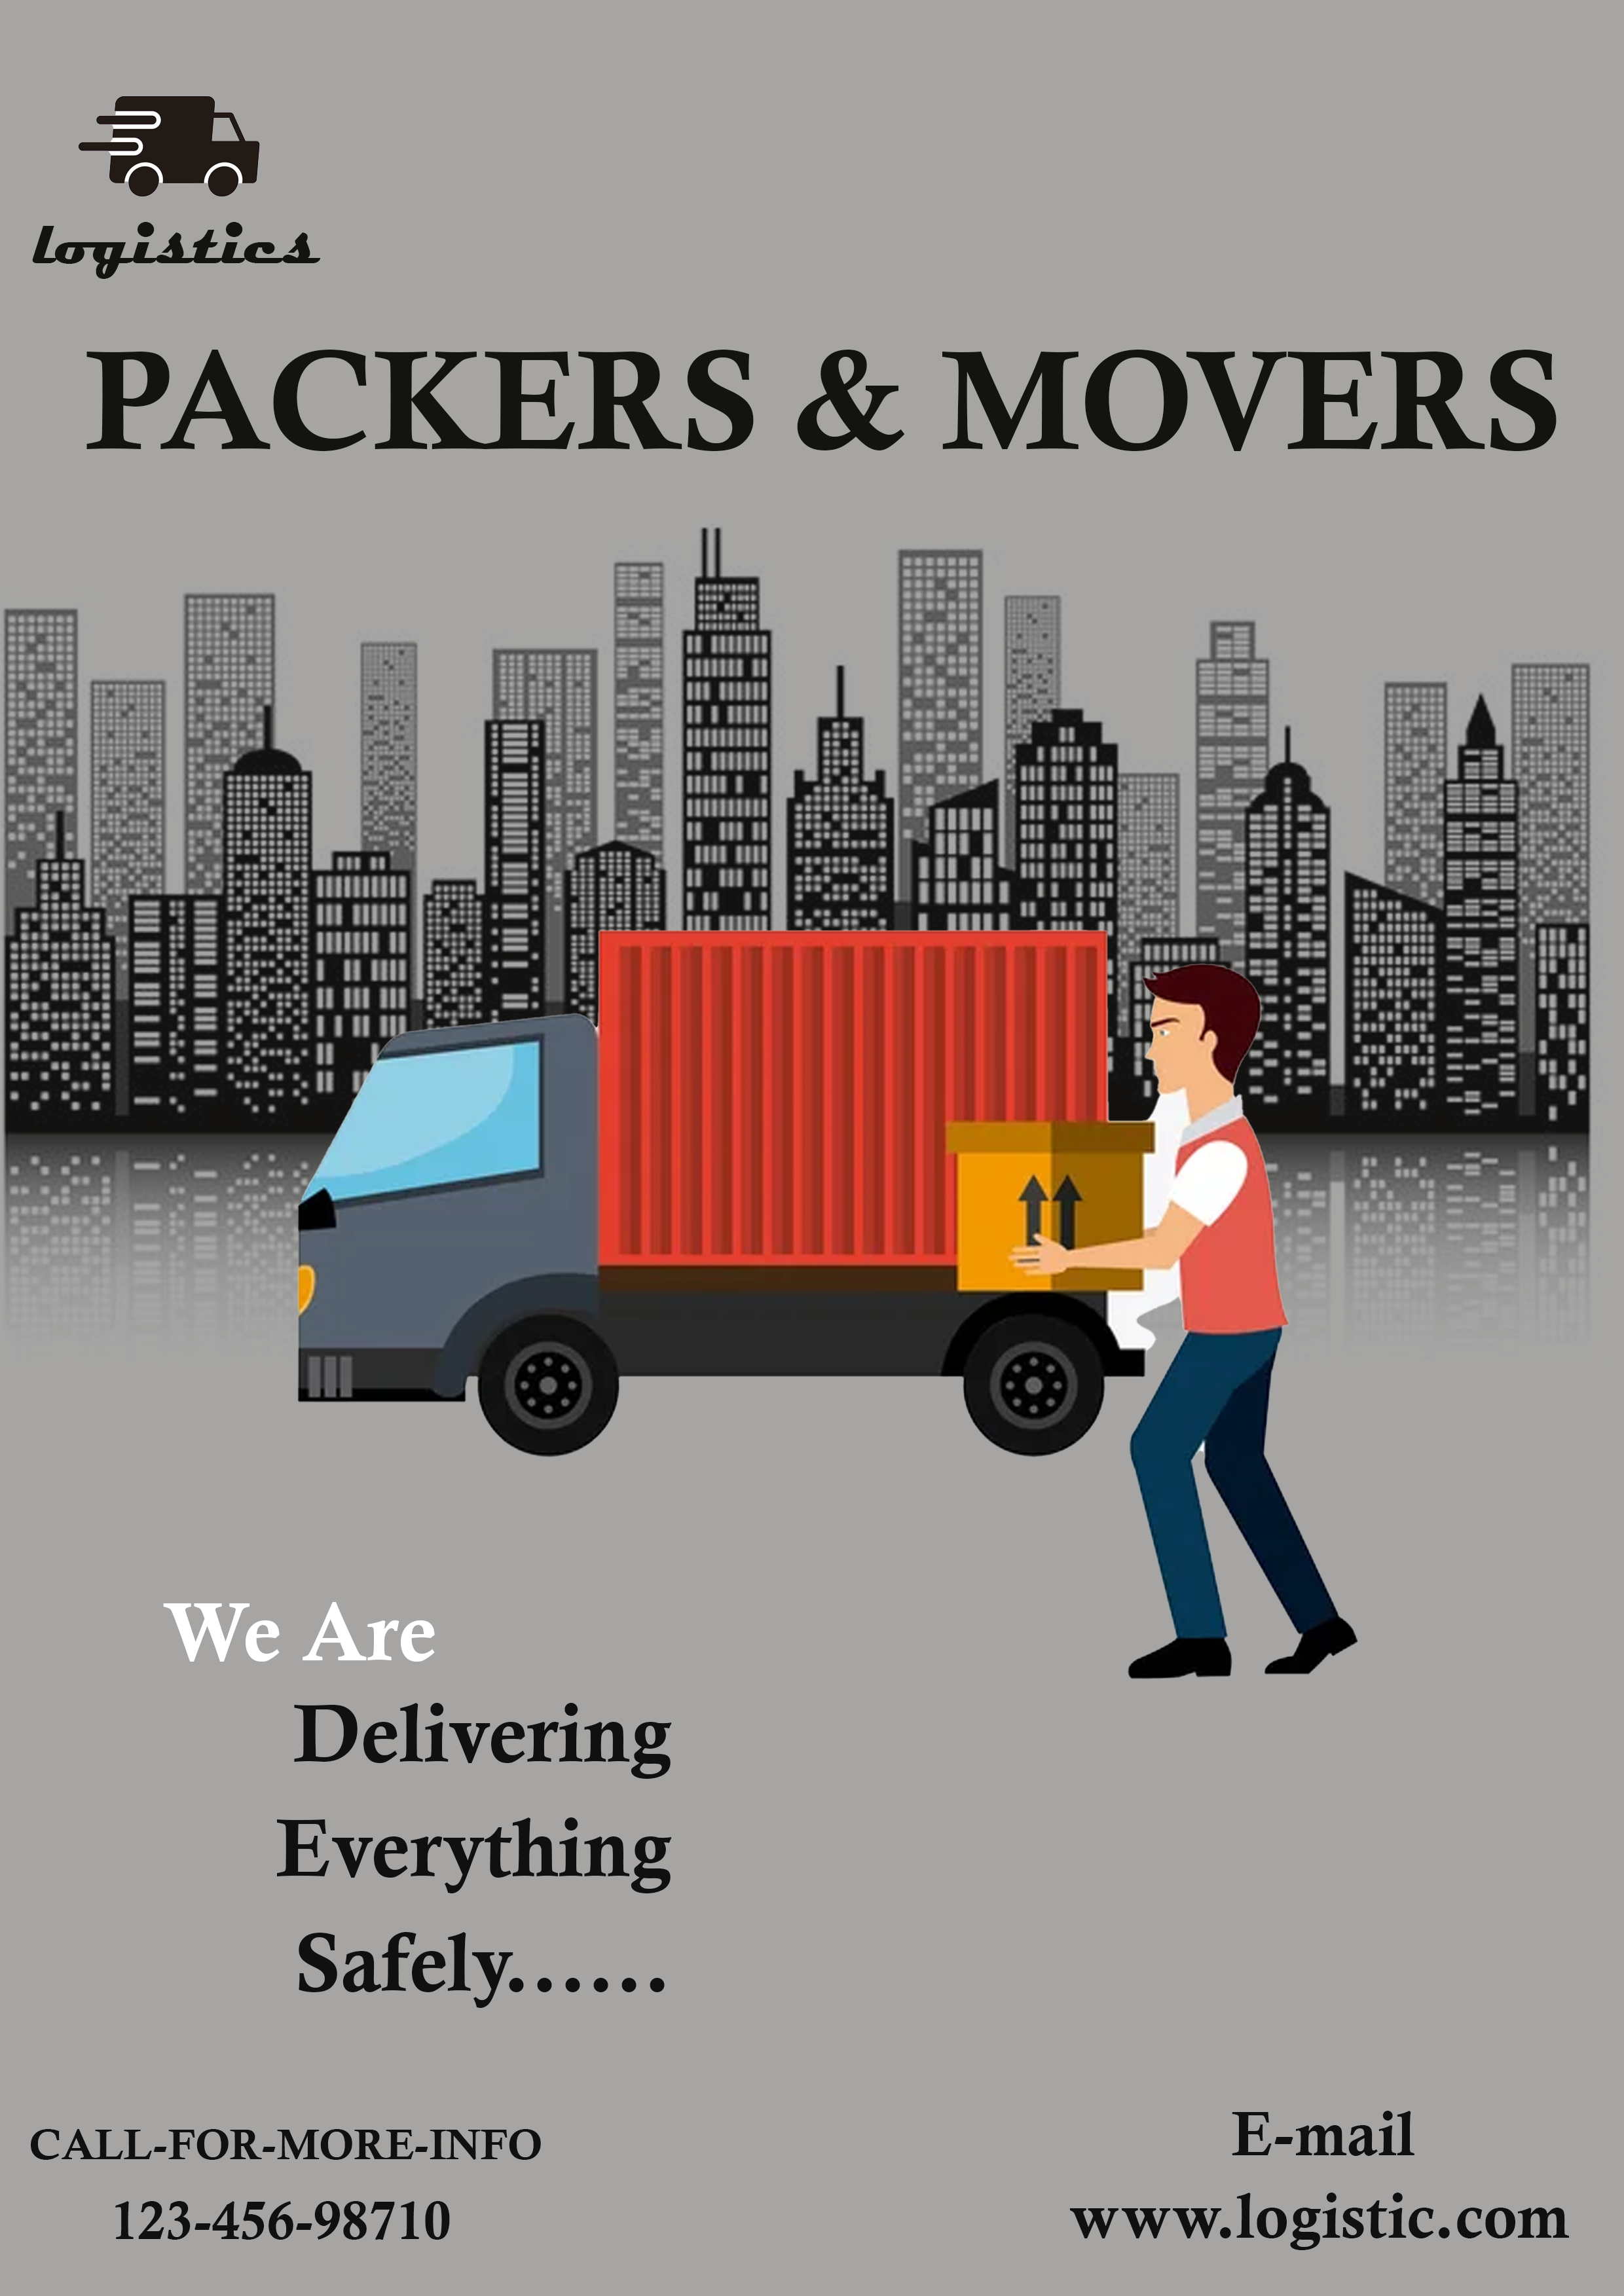 logistics
PACKERS & MOVERS
We Are
Delivering
Everything
Safely......
CALL-FOR-MORE-INFO
123-456-98710
E-mail
www.logistic.com